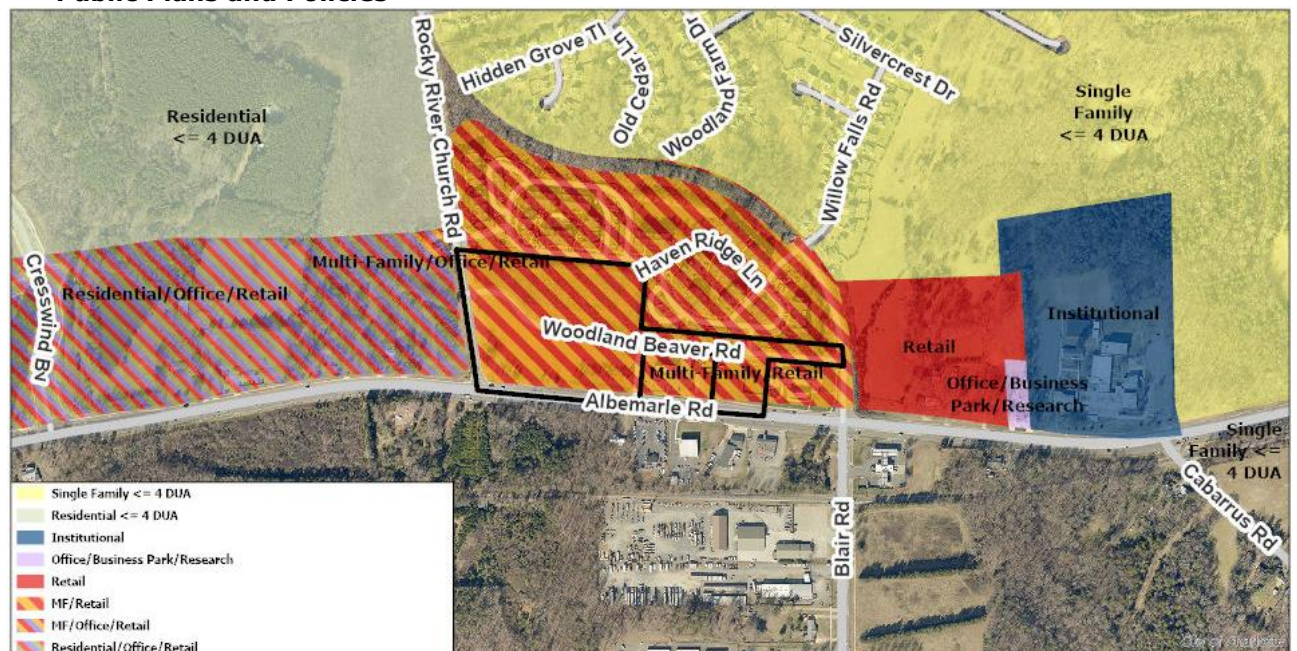 Public Plans and Policies
Rocky River Church Rd
Hidden Grove Tl
Old Cedar Ln
Woodland Farm Dr
Silvercrest Dr
Willow Falls Rd
Residential
<= 4 DUA
Single
Family
<= 4 DUA
Cresswind Bv
Multi-Family/Office/Retail
Residential/Office/Retail
Haven Ridge Ln
Woodland Beaver Rd
Multi-Family/Retail
Albemarle Rd
Retail
Institutional
Office/Business
Park/Research
Single
Family <=
4 DUA
Cabarrus Rd
Blair Rd
Single Family <= 4 DUA
Residential <= 4 DUA
Institutional
Office/Business Park/Research
Retail
MF/Retail
MF/Office/Retail
Residential/Office/Retail
City of Charlotte